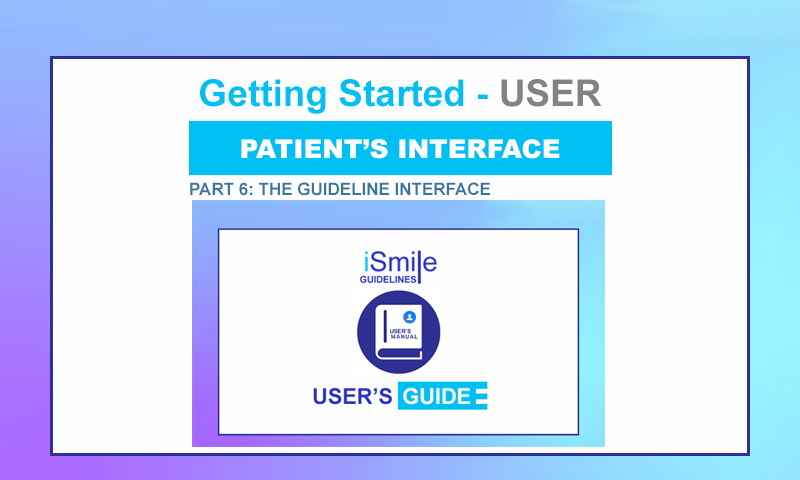 Getting Started - USER
PATIENT'S INTERFACE
PART 6: THE GUIDELINE INTERFACE
iSmile
GUIDELINES
USER'S
MANUAL
USER'S GUIDE